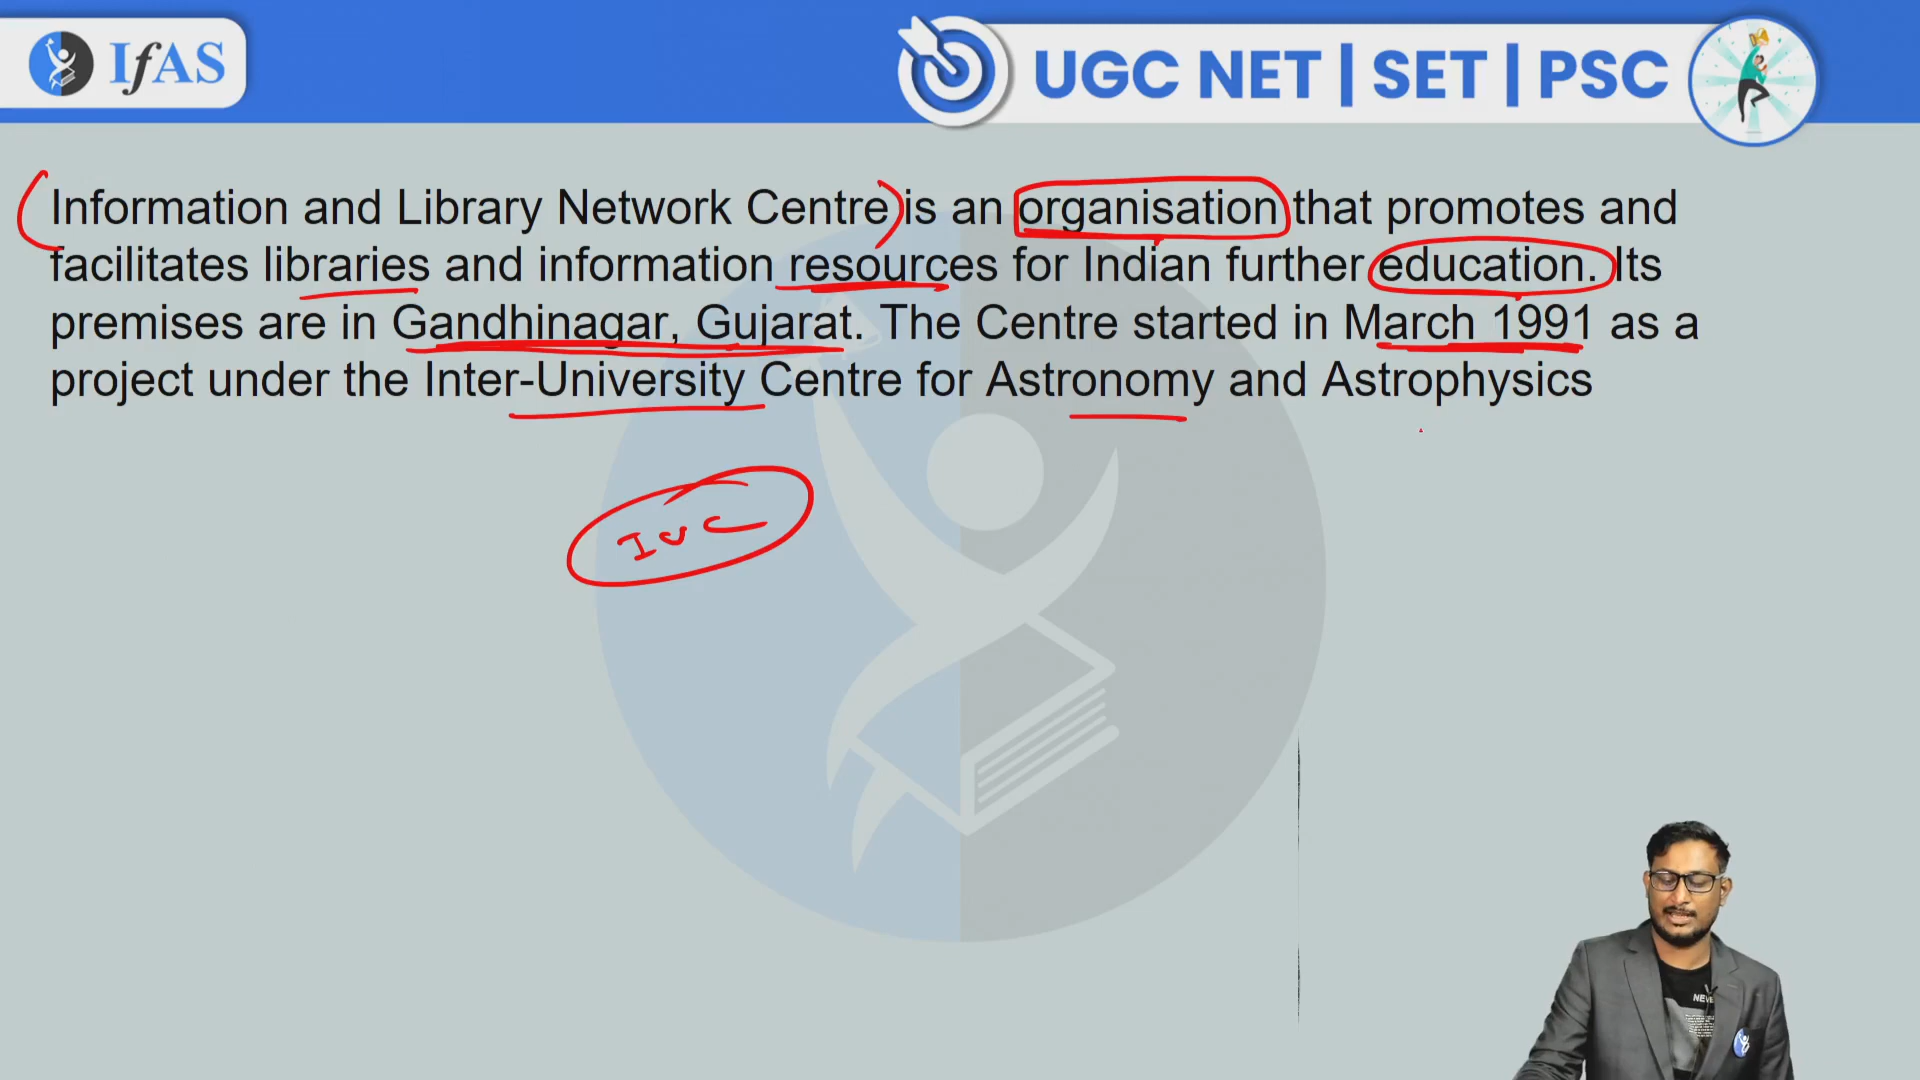 IfAS
UGC NET | SET | PSC
Information and Library Network Centre is an organisation that promotes and
facilitates libraries and information resources for Indian further education. Its
premises are in Gandhinagar, Gujarat. The Centre started in March 1991 as a
project under the Inter-University Centre for Astronomy and Astrophysics
IUC